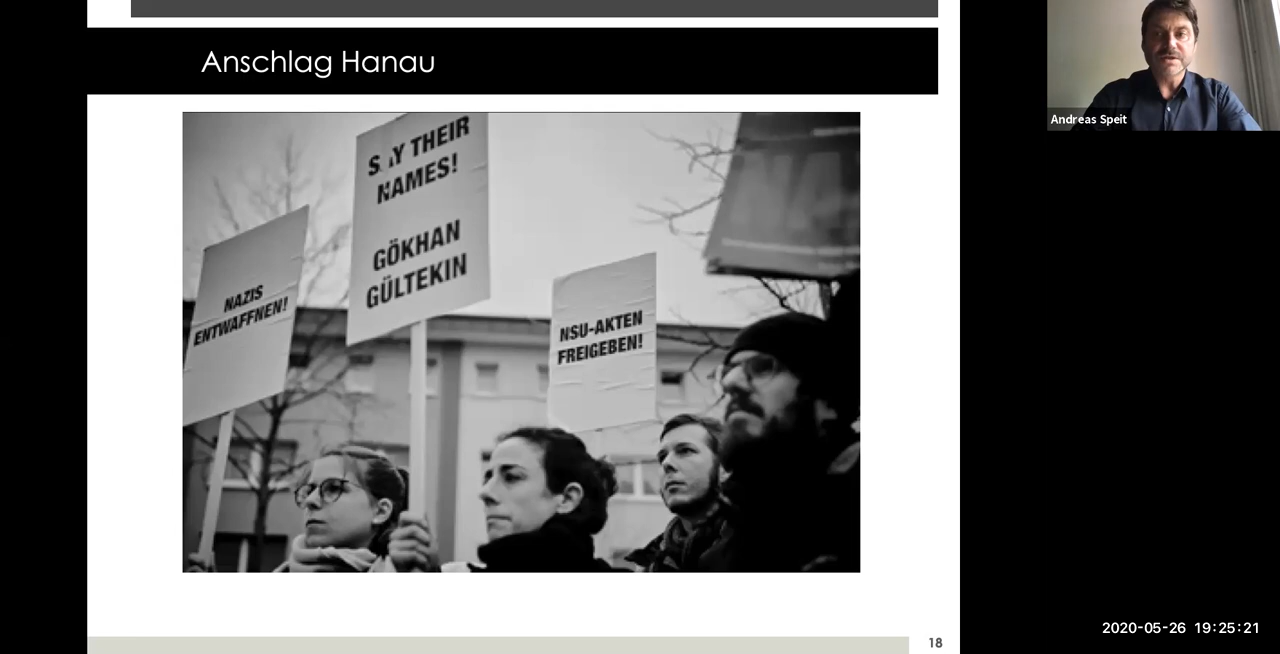 Anschlag Hanau
SAY THEIR
NAMES!
GÖKHAN
GÜLTEKIN
NAZIS
ENTWAFFNEN!
NSU-AKTEN
FREIGEBEN!
Andreas Speit
18
2020-05-26 19:25:21